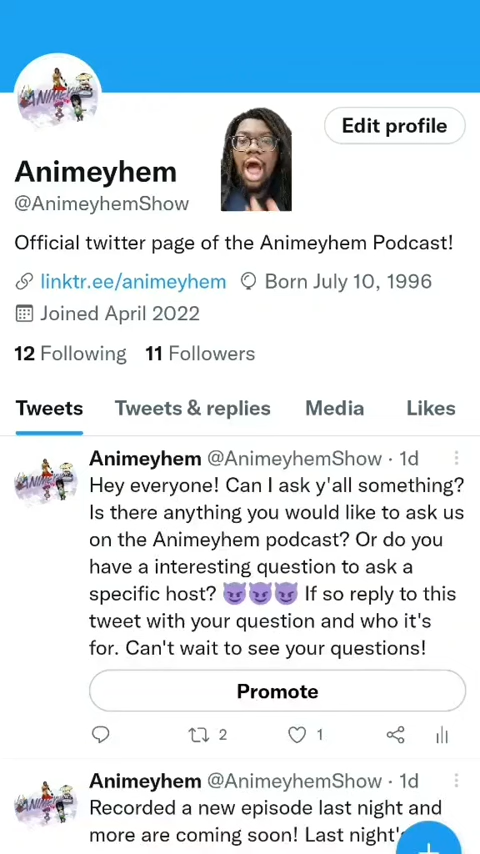 ANIMEYHEM
Edit profile
Animeyhem
@AnimeyhemShow
Official twitter page of the Animeyhem Podcast!
linktr.ee/animeyhem Born July 10, 1996
Joined April 2022
12 Following 11 Followers
Tweets Tweets & replies Media Likes
Animeyhem @AnimeyhemShow · 1d
Hey everyone! Can I ask y'all something?
Is there anything you would like to ask us
on the Animeyhem podcast? Or do you
have a interesting question to ask a
specific host? 😈😈😈 If so reply to this
tweet with your question and who it's
for. Can't wait to see your questions!
Promote
2 1
Animeyhem @AnimeyhemShow · 1d
Recorded a new episode last night and
more are coming soon! Last night's